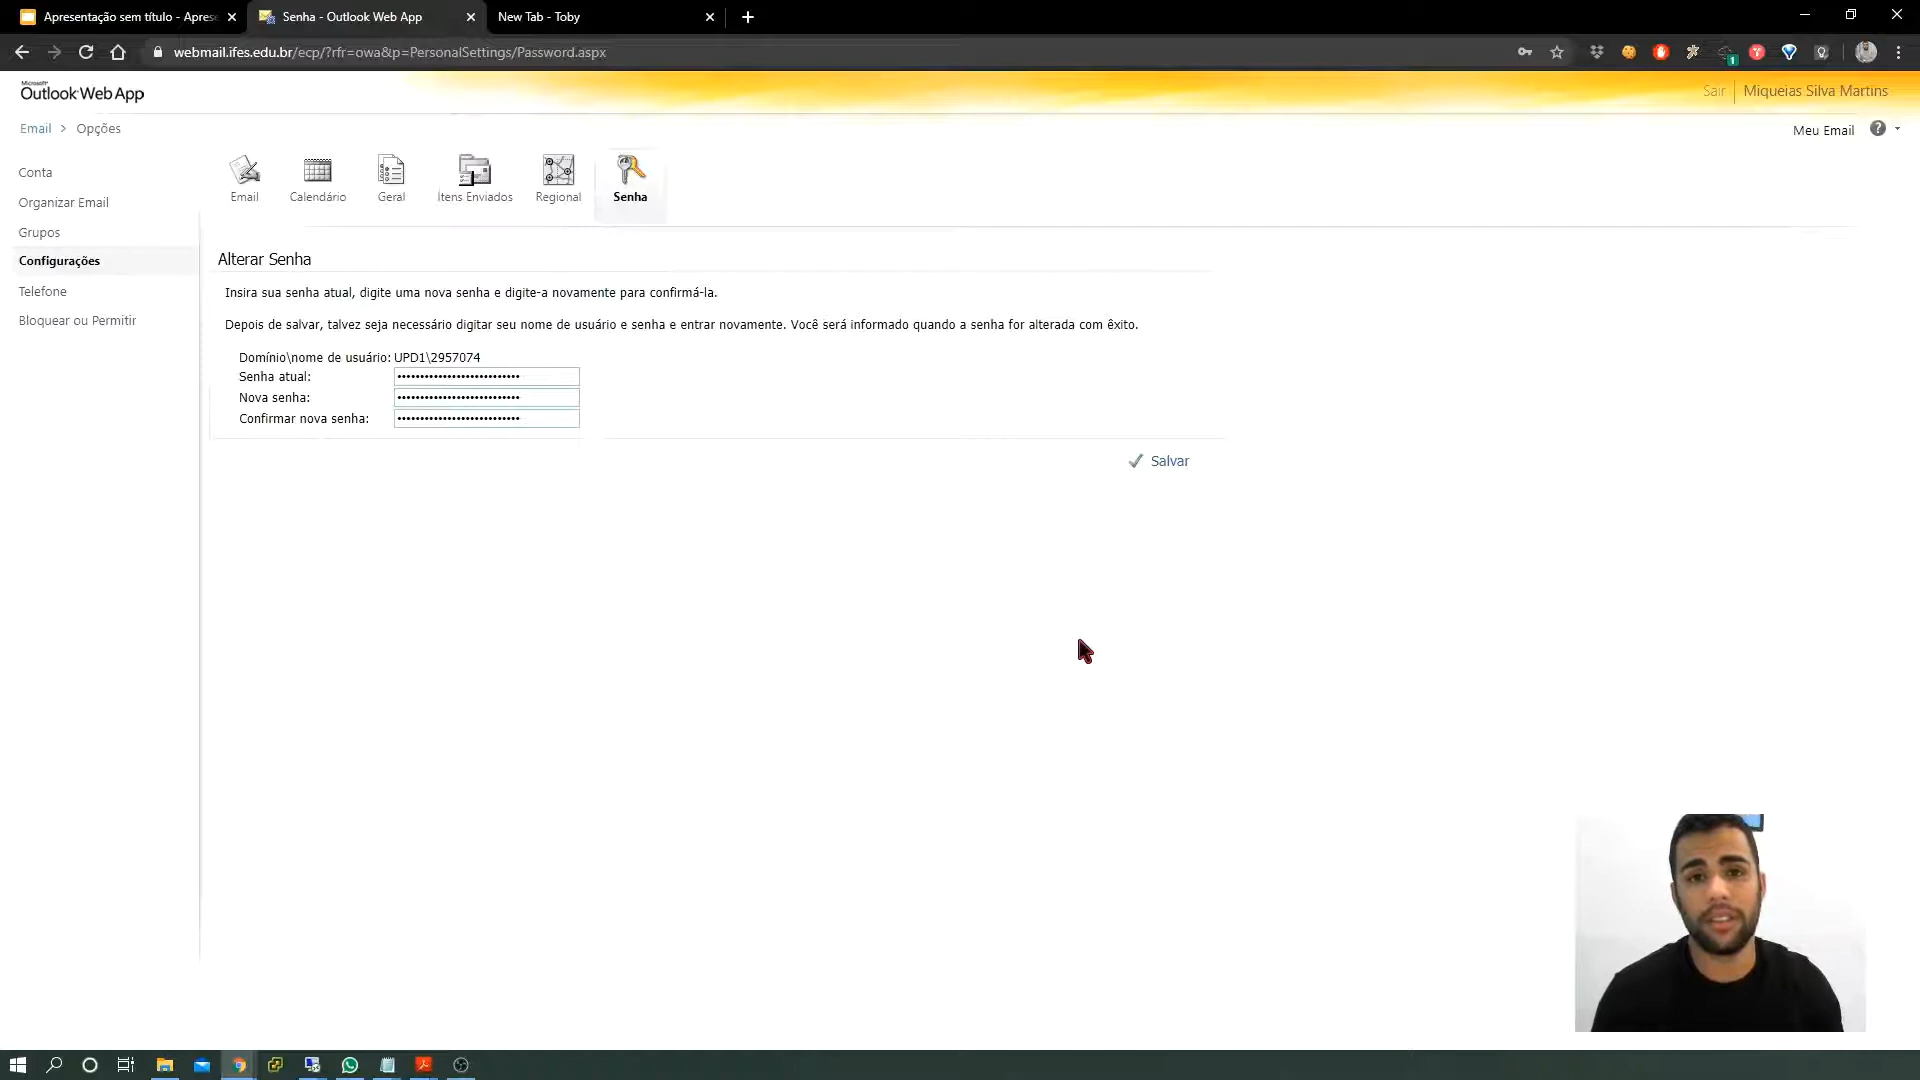 Apresentação sem título - Aprese
Senha - Outlook Web App
New Tab - Toby
webmail.ifes.edu.br/ecp/?rfr=owa&p=PersonalSettings/Password.aspx
1
Microsoft
Outlook Web App
Sair
Miqueias Silva Martins
Email > Opções
Meu Email
Conta
Organizar Email
Grupos
Configurações
Telefone
Bloquear ou Permitir
Email
Calendário
Geral
Itens Enviados
Regional
Senha
Alterar Senha
Insira sua senha atual, digite uma nova senha e digite-a novamente para confirmá-la.
Depois de salvar, talvez seja necessário digitar seu nome de usuário e senha e entrar novamente. Você será informado quando a senha for alterada com êxito.
Domínio\nome de usuário: UPD1\2957074
Senha atual:
Nova senha:
Confirmar nova senha:
Salvar